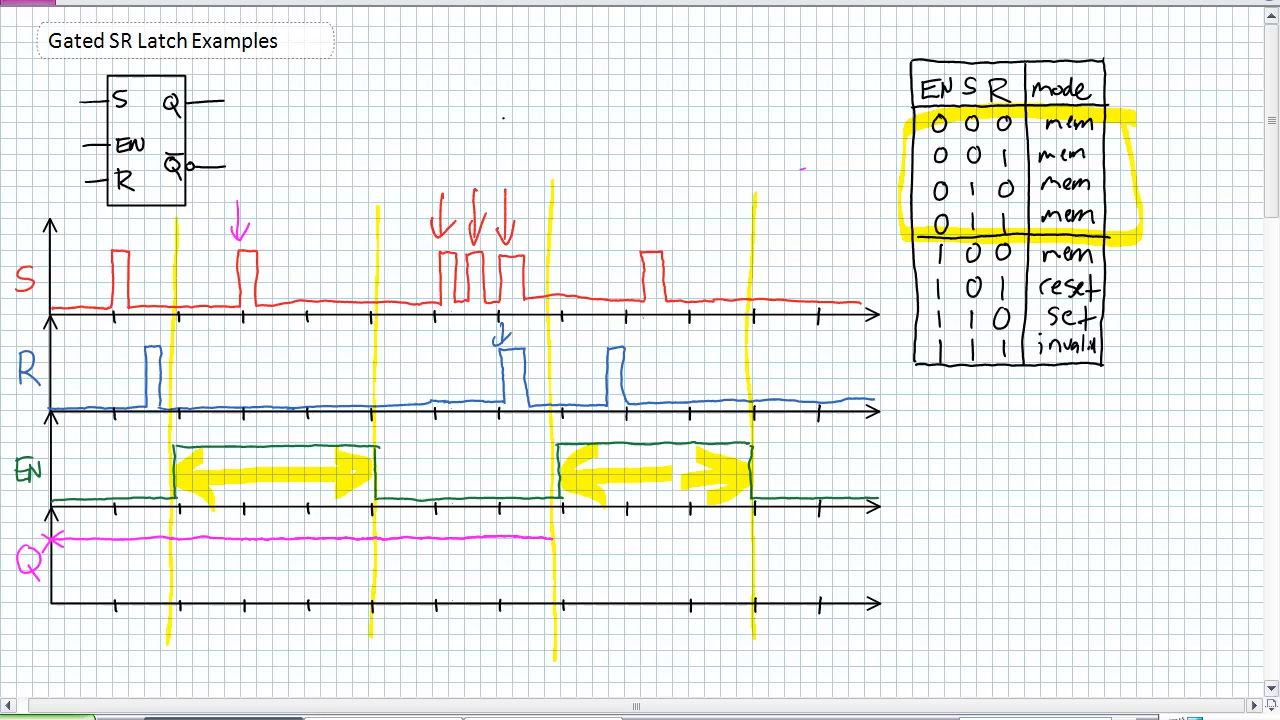 Gated SR Latch Examples
S Q
EN
R Q̅
EN S R mode
0 0 0 mem
0 0 1 mem
0 1 0 mem
0 1 1 mem
1 0 0 mem
1 0 1 reset
1 1 0 set
1 1 1 invalid
S
R
EN
Q